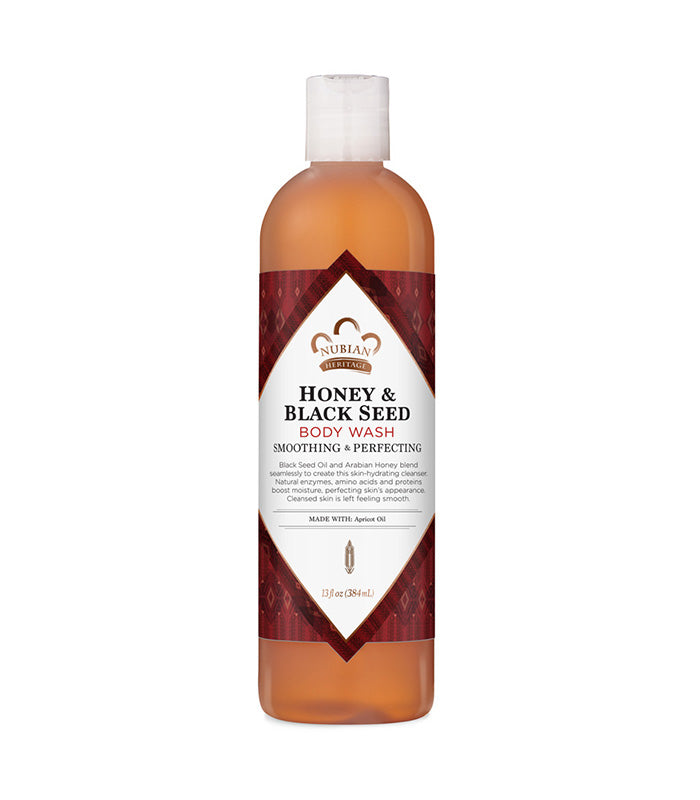 NUBIAN
HERITAGE
HONEY &
BLACK SEED
BODY WASH
SMOOTHING & PERFECTING
Black Seed Oil and Arabian Honey blend
seamlessly to create this skin-hydrating cleanser.
Natural enzymes, amino acids and proteins
boost moisture, perfecting skin's appearance.
Cleansed skin is left feeling smooth.
MADE WITH: Apricot Oil
13 fl oz (384 mL)